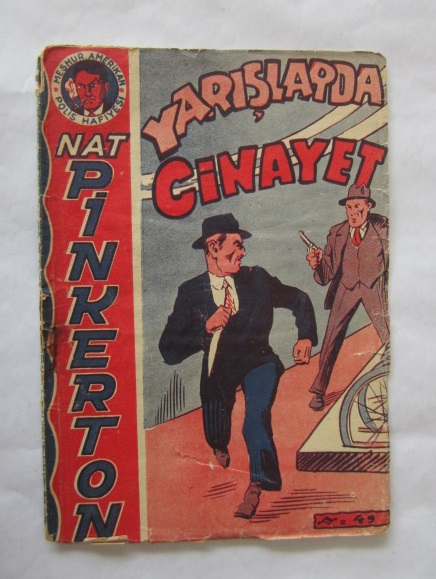 MEŞHUR AMERİKAN
POLİS HAFİYESİ
NAT
PİNKERTON
YARIŞLARDA
CİNAYET